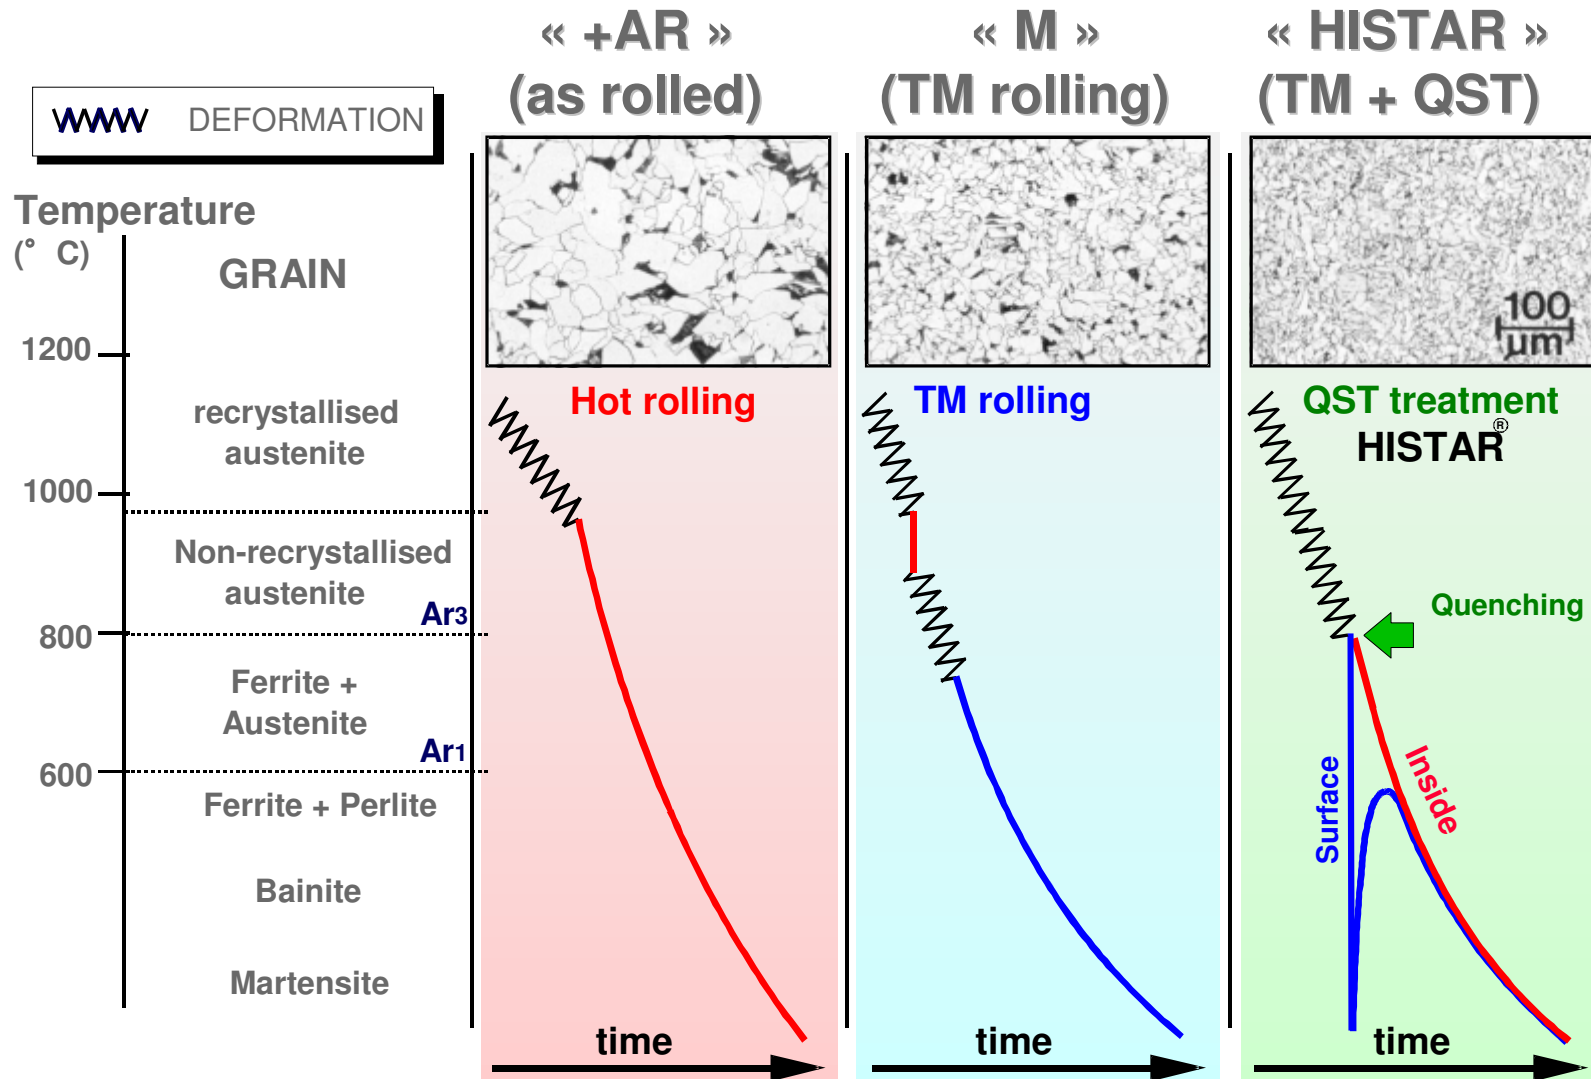 « +AR »
(as rolled)
« M »
(TM rolling)
« HISTAR »
(TM + QST)
DEFORMATION
Temperature
(° C)
GRAIN
1200
recrystallised
austenite
1000
Non-recrystallised
austenite
Ar3
800
Ferrite +
Austenite
Ar1
600
Ferrite + Perlite
Bainite
Martensite
Hot rolling
time
TM rolling
time
100
µm
QST treatment
HISTAR®
Quenching
Surface
Inside
time